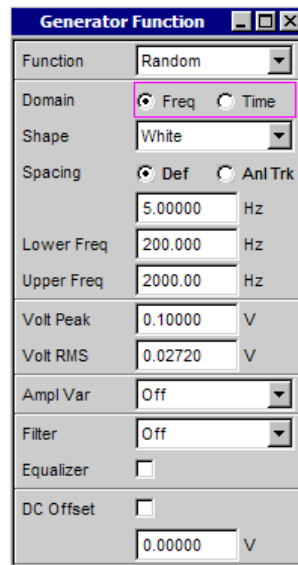 Generator Function
Function Random
Domain Freq Time
Shape White
Spacing Def Anl Trk
5.00000 Hz
Lower Freq 200.000 Hz
Upper Freq 2000.00 Hz
Volt Peak 0.10000 V
Volt RMS 0.02720 V
Ampl Var Off
Filter Off
Equalizer
DC Offset
0.00000 V